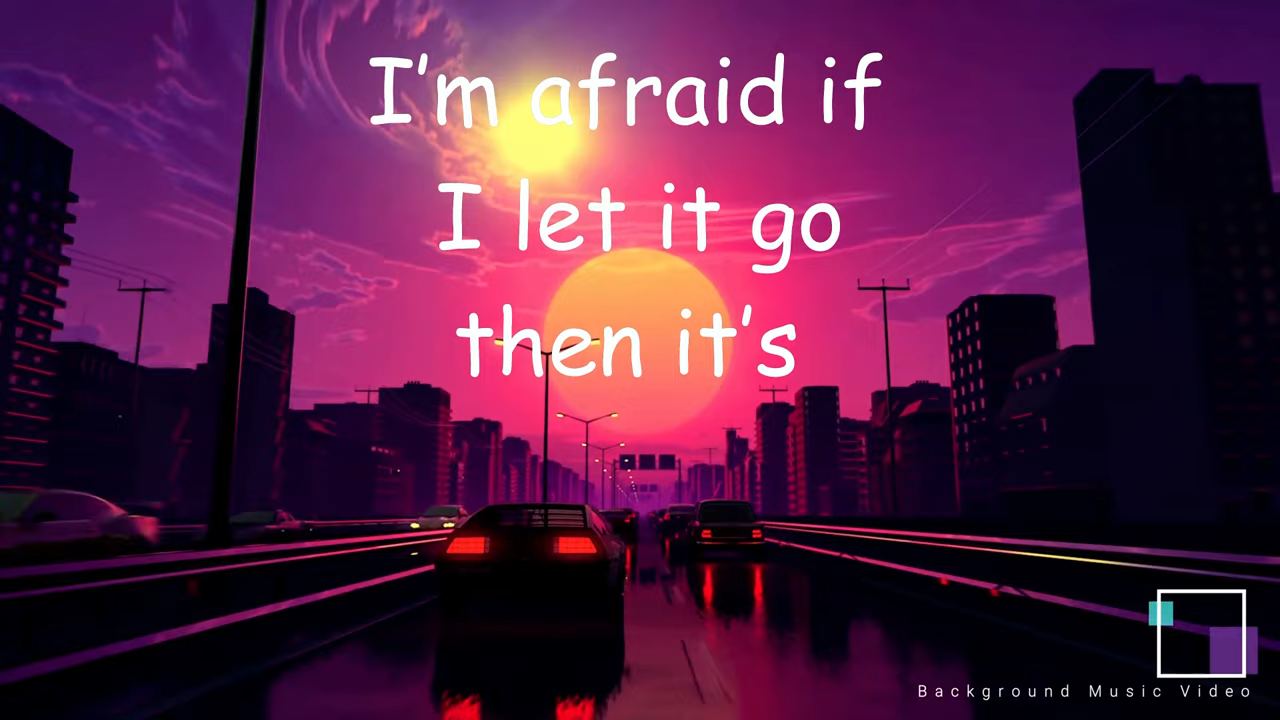 I’m afraid if
I let it go
then it’s
Background Music Video